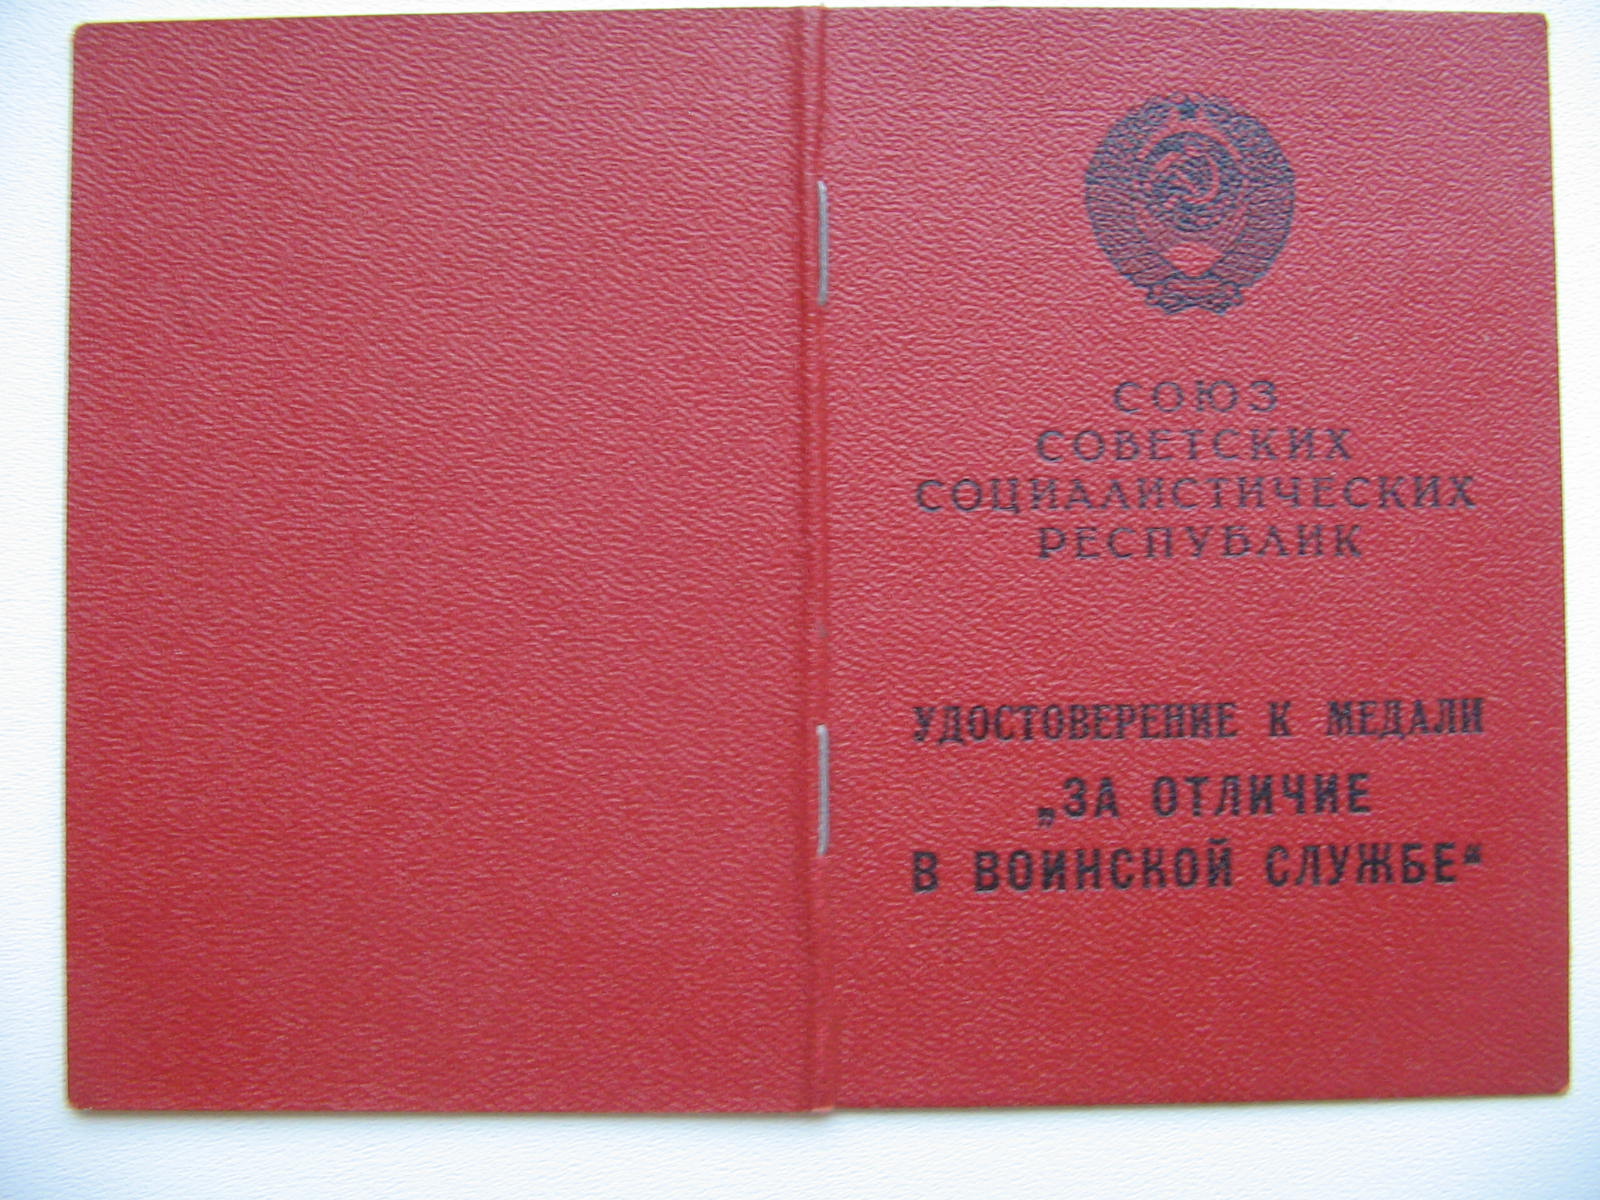 СОЮЗ
СОВЕТСКИХ
СОЦИАЛИСТИЧЕСКИХ
РЕСПУБЛИК
УДОСТОВЕРЕНИЕ К МЕДАЛИ
„ЗА ОТЛИЧИЕ
В ВОИНСКОЙ СЛУЖБЕ“